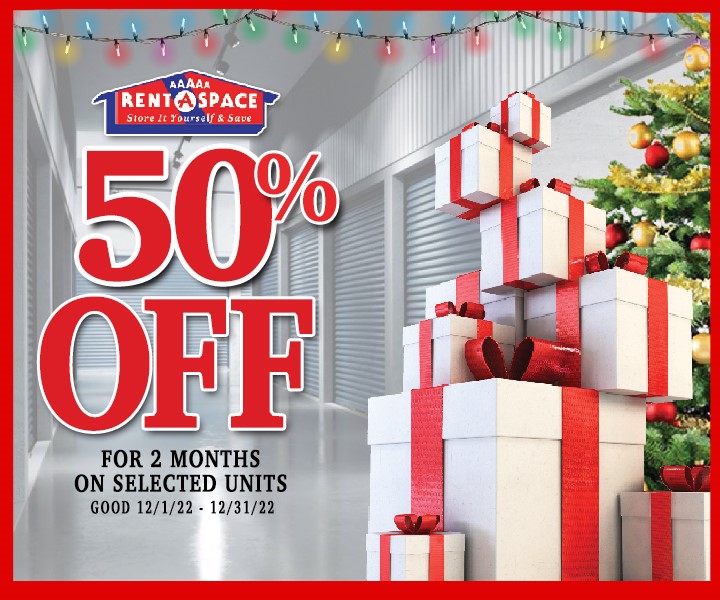 AAAAA
RENT A SPACE
Store It Yourself & Save
50%
OFF
FOR 2 MONTHS
ON SELECTED UNITS
GOOD 12/1/22 - 12/31/22